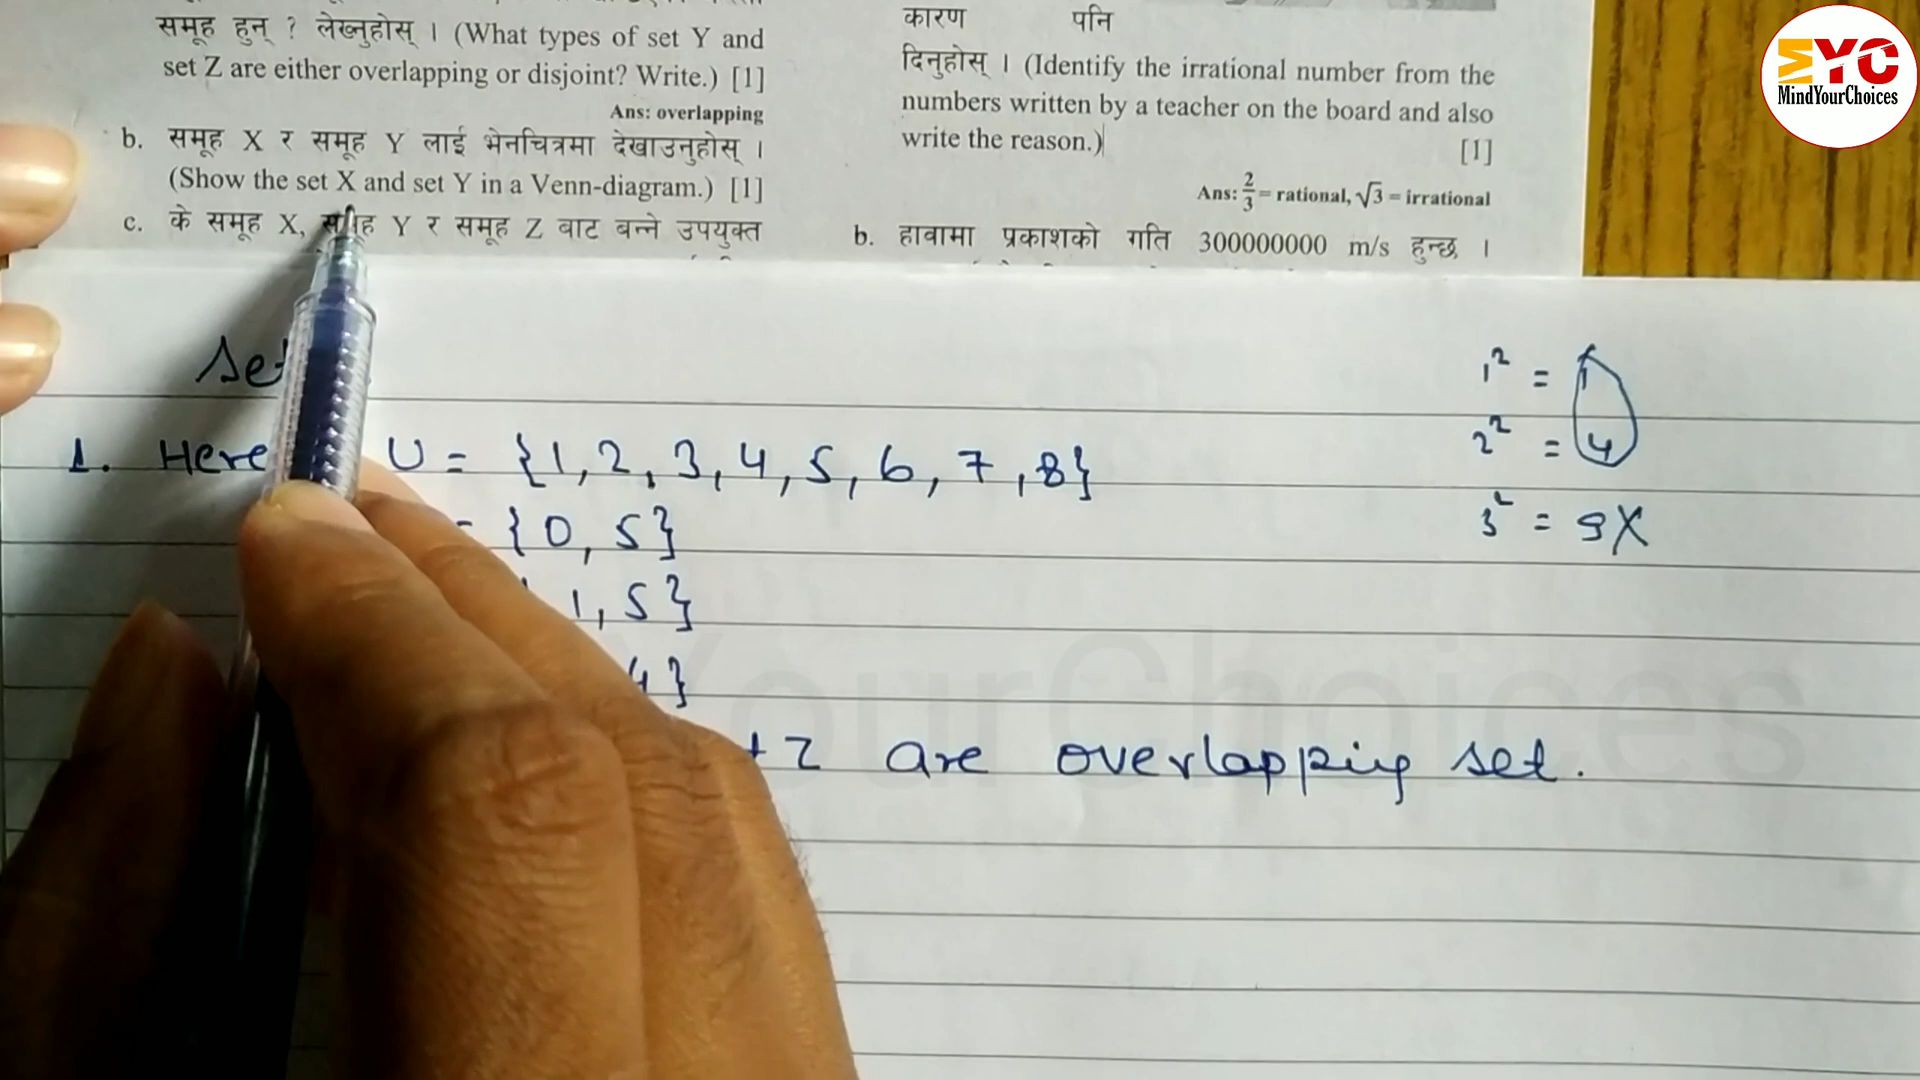 समूह हुन् ? लेख्नुहोस् । (What types of set Y and
set Z are either overlapping or disjoint? Write.) [1]
Ans: overlapping
b. समूह X र समूह Y लाई भेनचित्रमा देखाउनुहोस् ।
(Show the set X and set Y in a Venn-diagram.) [1]
c. के समूह X, समूह Y र समूह Z बाट बन्ने उपयुक्त
कारण पनि
दिनुहोस् । (Identify the irrational number from the
numbers written by a teacher on the board and also
write the reason.) [1]
Ans: 2/3 = rational, √3 = irrational
b. हावामा प्रकाशको गति 300000000 m/s हुन्छ ।
MYC
MindYourChoices
Set
1. Here U = {1, 2, 3, 4, 5, 6, 7, 8}
= {0, 5}
1, 5}
4}
Z are overlapping set.
1² = 1
2² = 4
3² = 9X
YourChoices